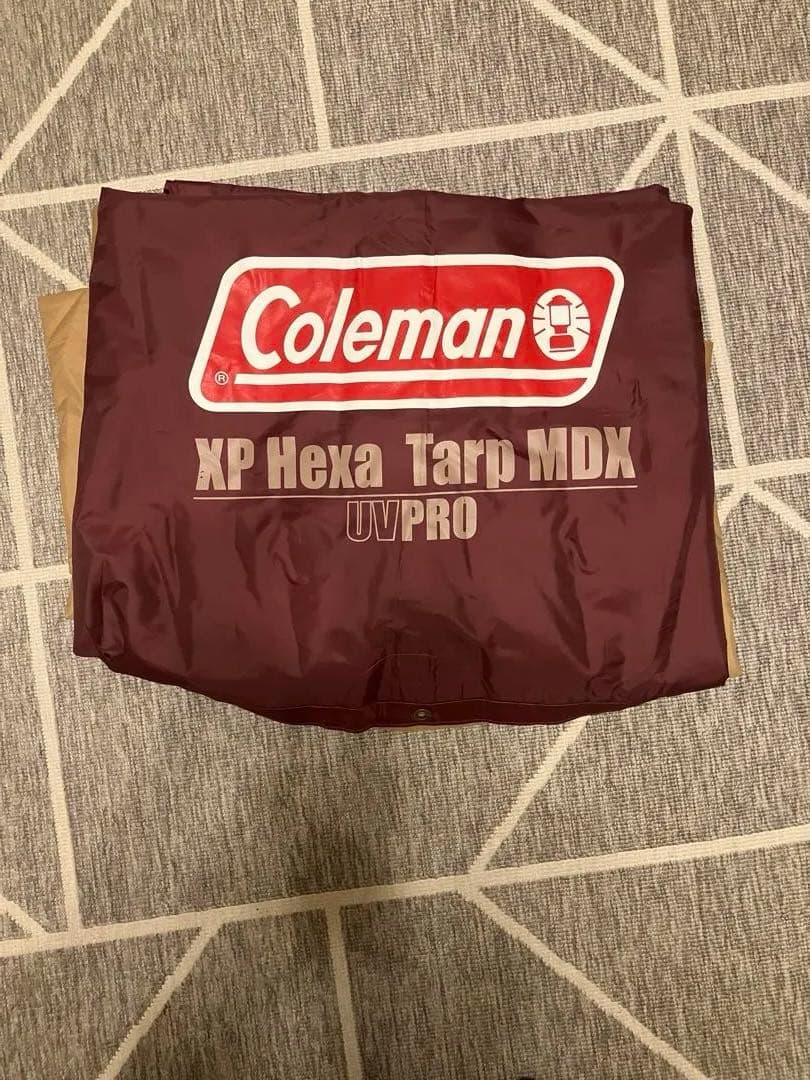 Coleman
®
XP Hexa Tarp MDX
UVPRO